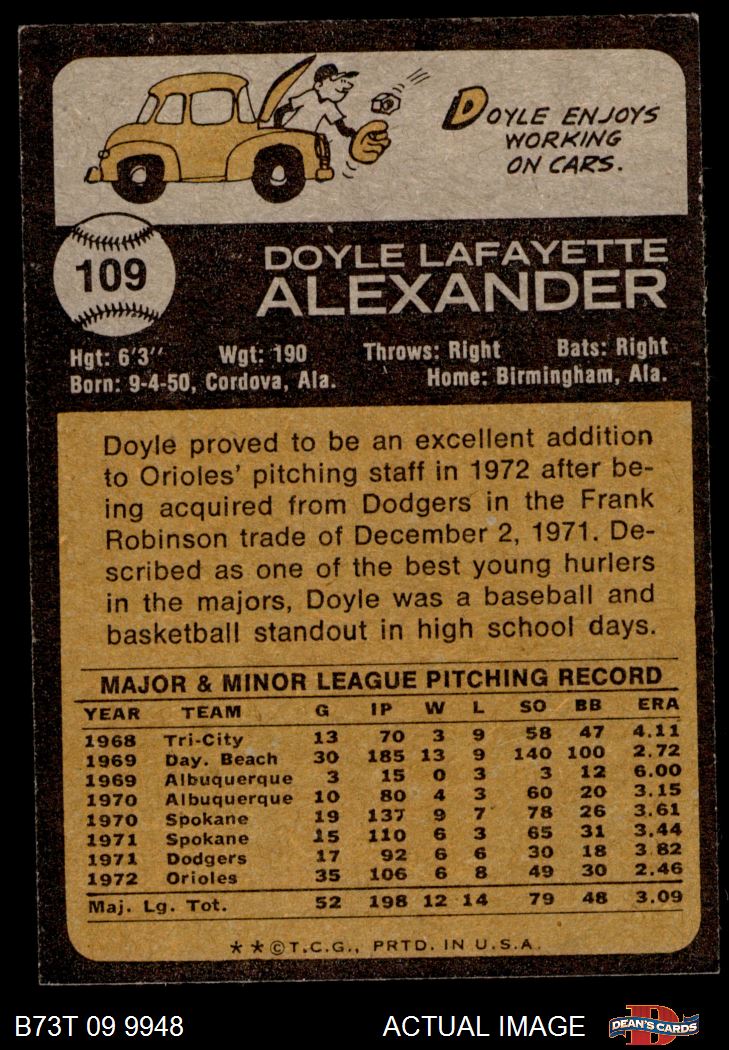 DOYLE ENJOYS
WORKING
ON CARS.
109
DOYLE LAFAYETTE
ALEXANDER
Hgt: 6'3" Wgt: 190 Throws: Right Bats: Right
Born: 9-4-50, Cordova, Ala. Home: Birmingham, Ala.
Doyle proved to be an excellent addition
to Orioles' pitching staff in 1972 after be-
ing acquired from Dodgers in the Frank
Robinson trade of December 2, 1971. De-
scribed as one of the best young hurlers
in the majors, Doyle was a baseball and
basketball standout in high school days.
MAJOR & MINOR LEAGUE PITCHING RECORD
YEAR TEAM G IP W L SO BB ERA
1968 Tri-City 13 70 3 9 58 47 4.11
1969 Day. Beach 30 185 13 9 140 100 2.72
1969 Albuquerque 3 15 0 3 3 12 6.00
1970 Albuquerque 10 80 4 3 60 20 3.15
1970 Spokane 19 137 9 7 78 26 3.61
1971 Spokane 15 110 6 3 65 31 3.44
1971 Dodgers 17 92 6 6 30 18 3.82
1972 Orioles 35 106 6 8 49 30 2.46
Maj. Lg. Tot. 52 198 12 14 79 48 3.09
**©T.C.G., PRTD. IN U.S.A.
B73T 09 9948 ACTUAL IMAGE D DEAN'S CARDS